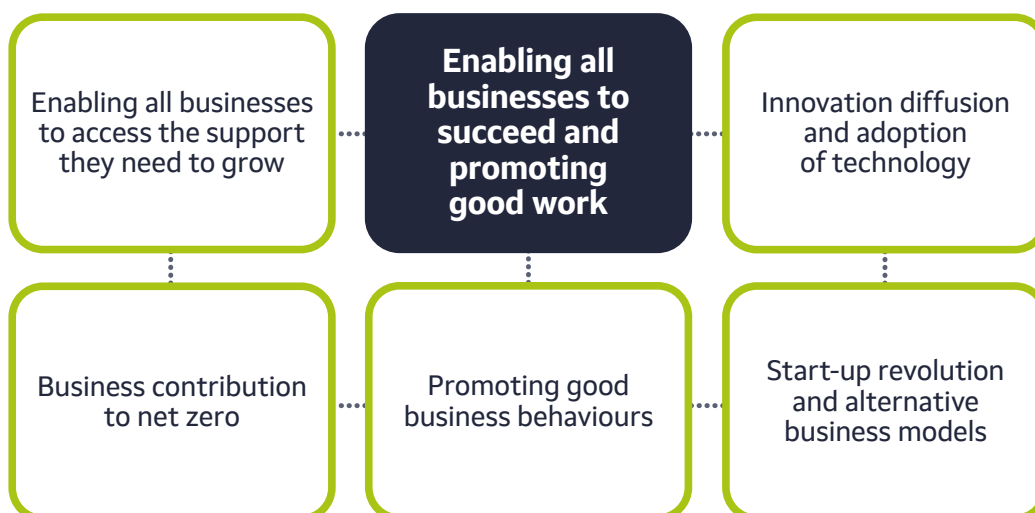 Enabling all businesses
to access the support
they need to grow
Enabling all
businesses to
succeed and
promoting
good work
Innovation diffusion
and adoption
of technology
Business contribution
to net zero
Promoting good
business behaviours
Start-up revolution
and alternative
business models